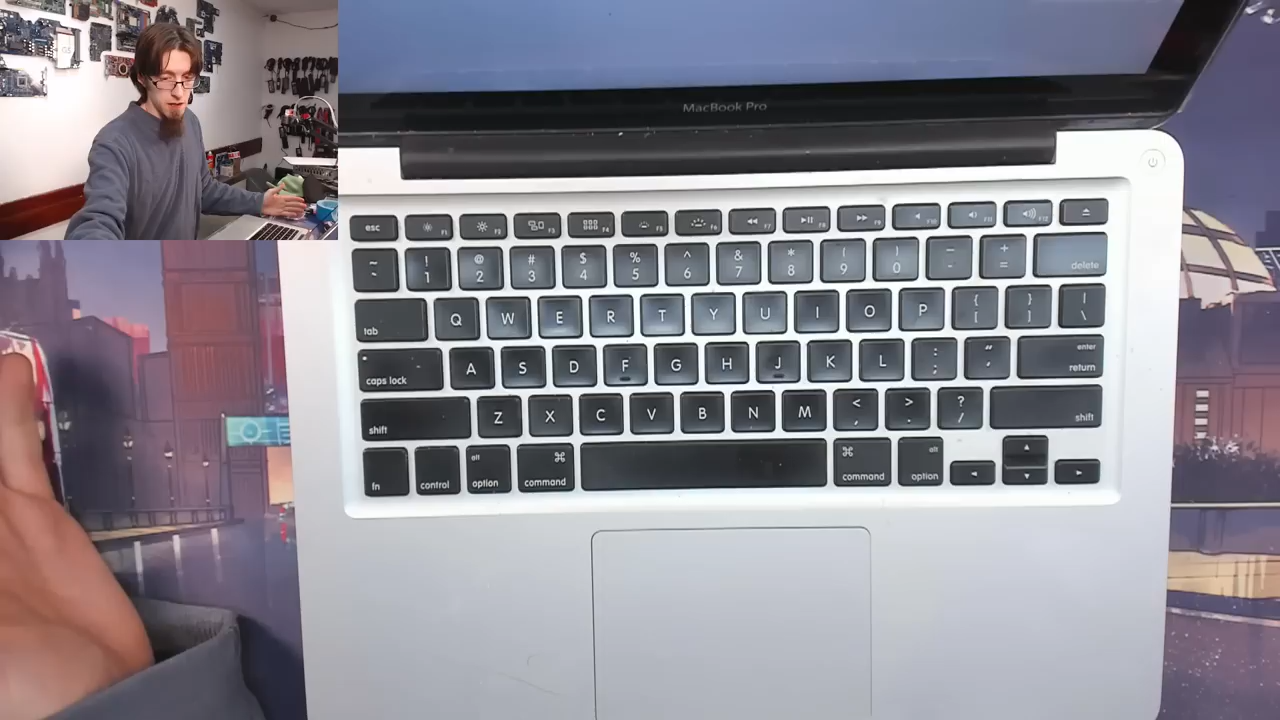 MacBook Pro
esc F1 F2 F3 F4 F5 F6 F7 F8 F9 F10 F11 F12
~ ! @ # $ % ^ & * ( ) _ +
` 1 2 3 4 5 6 7 8 9 0 - = delete
tab Q W E R T Y U I O P { [ } ] | \
caps lock A S D F G H J K L : ; " ' enter return
shift Z X C V B N M < , > . ? / shift
fn control alt option ⌘ command ⌘ command alt option